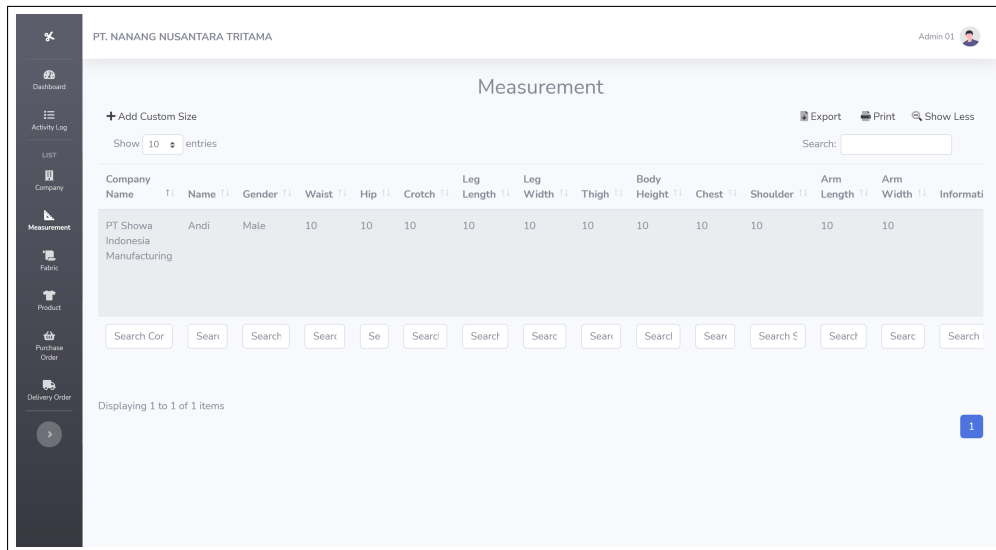 PT. NANANG NUSANTARA TRITAMA
Admin 01
Dashboard
Activity Log
LIST
Company
Measurement
Fabric
Product
Purchase
Order
Delivery Order
Measurement
Add Custom Size
Export
Print
Show Less
Show 10 entries
Search:
Company Name
Name
Gender
Waist
Hip
Crotch
Leg Length
Leg Width
Thigh
Body Height
Chest
Shoulder
Arm Length
Arm Width
Informati
PT Showa
Indonesia
Manufacturing
Andi
Male
10
10
10
10
10
10
10
10
10
10
10
Search Cor
Search
Search
Searc
Se
Searcl
Search
Searc
Searc
Searcl
Searc
Search S
Search
Searc
Search
Displaying 1 to 1 of 1 items
1